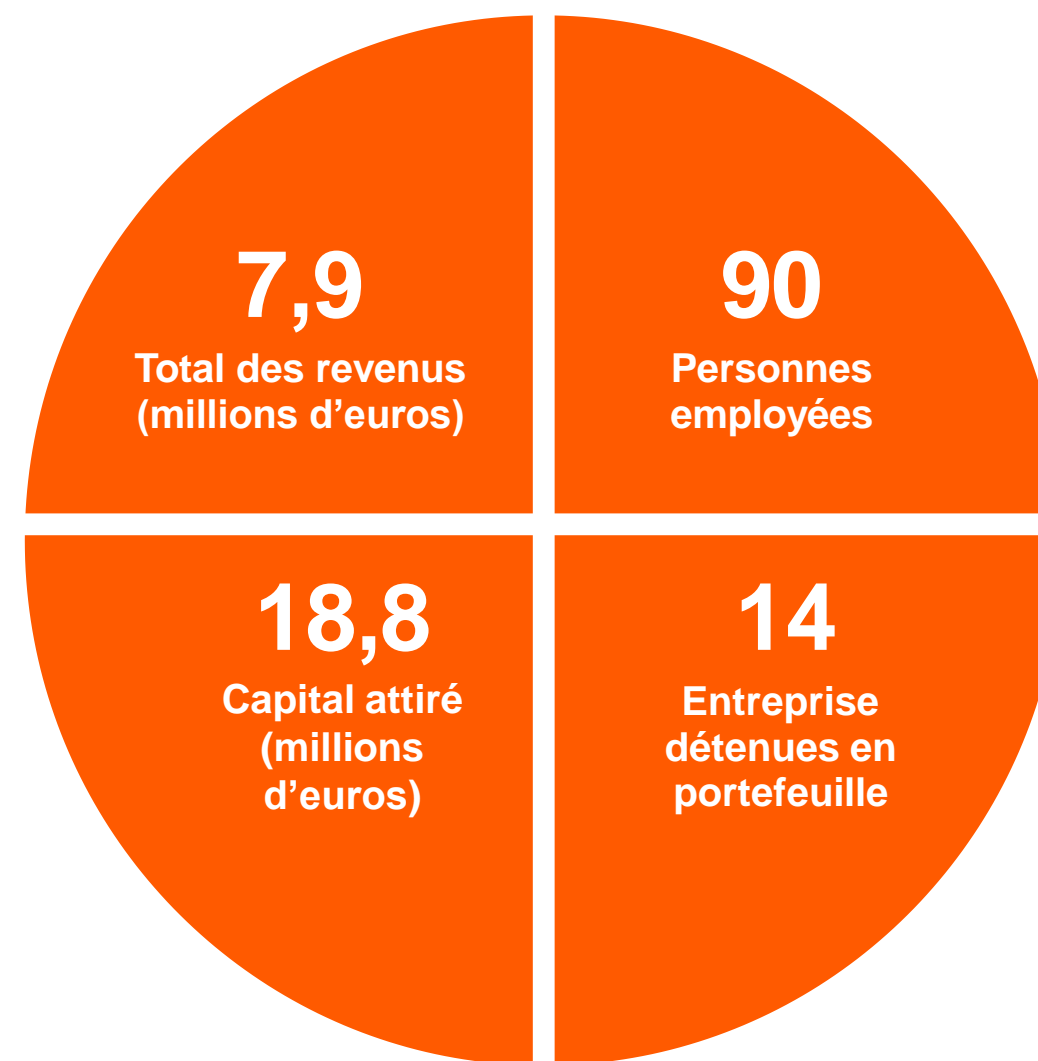 7,9
Total des revenus
(millions d’euros)
90
Personnes
employées
18,8
Capital attiré
(millions
d’euros)
14
Entreprise
détenues en
portefeuille